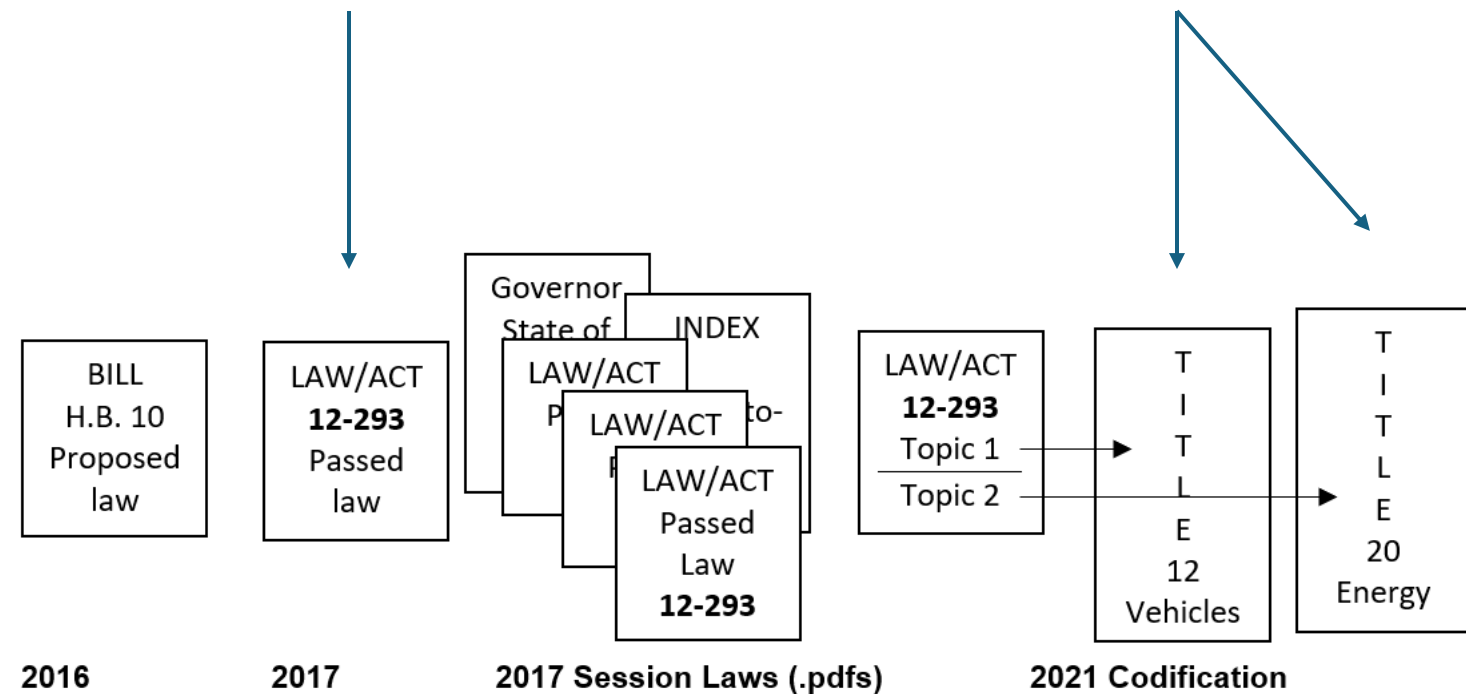 BILL
H.B. 10
Proposed
law
LAW/ACT
12-293
Passed
law
Governor
State of
INDEX
to-
LAW/ACT
P
LAW/ACT
LAW/ACT
Passed
Law
12-293
LAW/ACT
12-293
Topic 1
Topic 2
T
I
T
L
E
12
Vehicles
T
I
T
L
E
20
Energy
2016
2017
2017 Session Laws (.pdfs)
2021 Codification